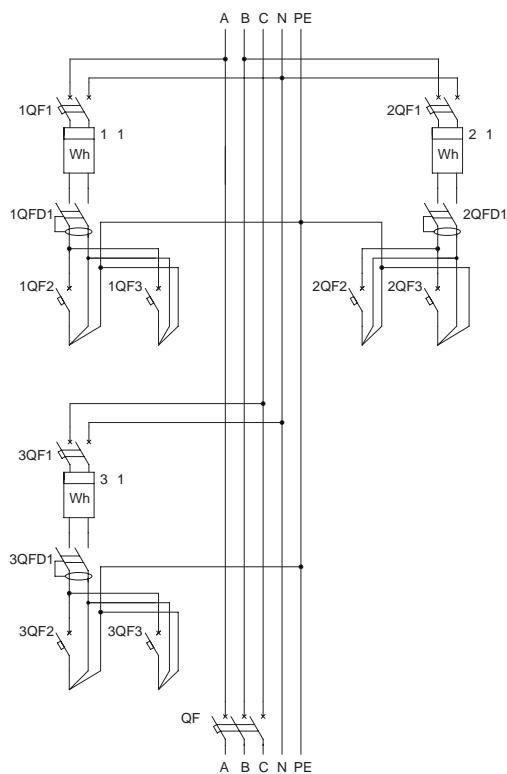 A B C N PE
1QF1
2QF1
1 1
2 1
Wh
Wh
1QFD1
2QFD1
1QF2
1QF3
2QF2
2QF3
3QF1
3 1
Wh
3QFD1
3QF2
3QF3
QF
A B C N PE